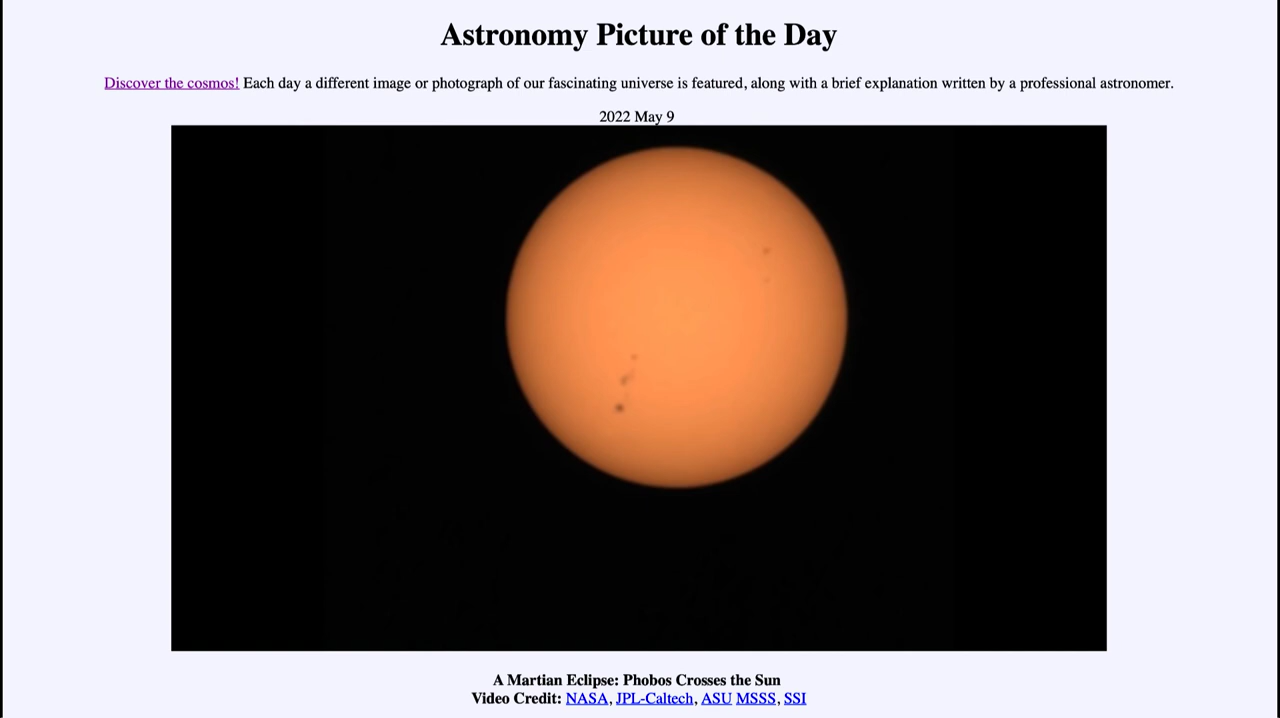 Astronomy Picture of the Day
Discover the cosmos! Each day a different image or photograph of our fascinating universe is featured, along with a brief explanation written by a professional astronomer.
2022 May 9
A Martian Eclipse: Phobos Crosses the Sun
Video Credit: NASA, JPL-Caltech, ASU MSSS, SSI